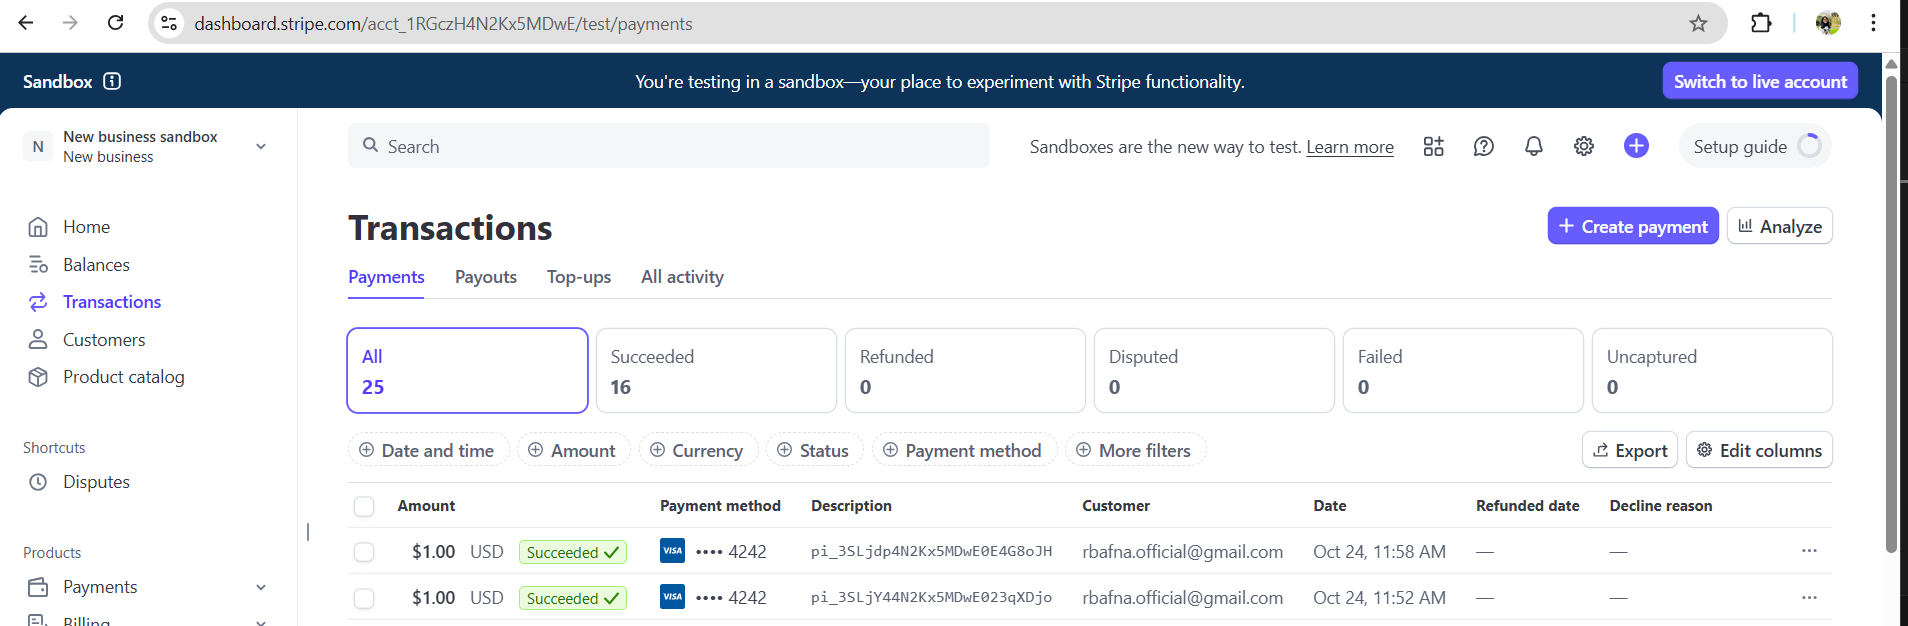 dashboard.stripe.com/acct_1RGczH4N2Kx5MDwE/test/payments
Sandbox
You're testing in a sandbox—your place to experiment with Stripe functionality.
Switch to live account
N
New business sandbox
New business
Search
Sandboxes are the new way to test. Learn more
Setup guide
Home
Balances
Transactions
Customers
Product catalog
Shortcuts
Disputes
Products
Payments
Billing
Transactions
+ Create payment
Analyze
Payments Payouts Top-ups All activity
All
25
Succeeded
16
Refunded
0
Disputed
0
Failed
0
Uncaptured
0
Date and time Amount Currency Status Payment method More filters
Export Edit columns
Amount Payment method Description Customer Date Refunded date Decline reason
$1.00 USD Succeeded VISA •••• 4242 pi_3SLjdp4N2Kx5MDwE0E4G8oJH rbafna.official@gmail.com Oct 24, 11:58 AM — — ···
$1.00 USD Succeeded VISA •••• 4242 pi_3SLjY44N2Kx5MDwE023qXDjo rbafna.official@gmail.com Oct 24, 11:52 AM — — ···